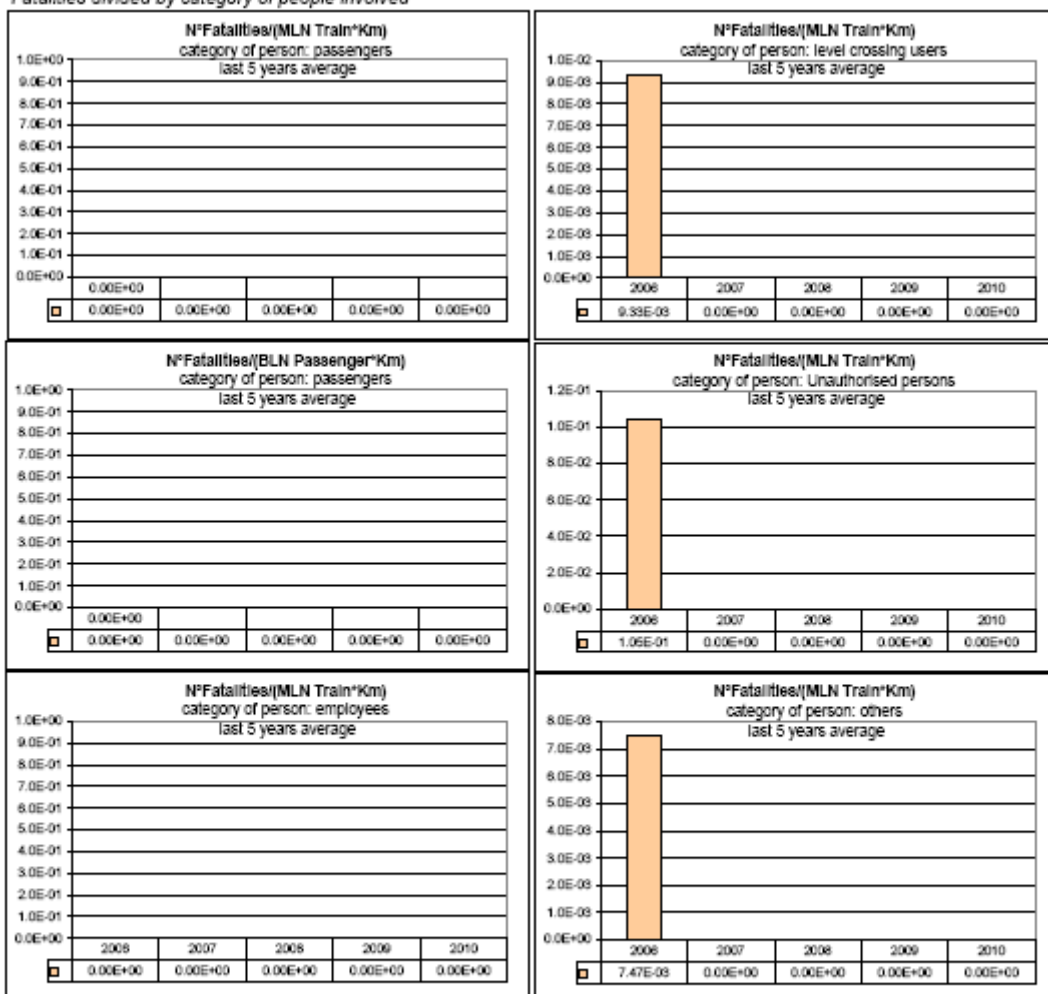 Fatalities divided by category of people involved
N°Fatalities/(MLN Train*Km)
category of person: passengers
last 5 years average
1.0E+00
9.0E-01
8.0E-01
7.0E-01
6.0E-01
5.0E-01
4.0E-01
3.0E-01
2.0E-01
1.0E-01
0.0E+00
0.00E+00
0.00E+00 0.00E+00 0.00E+00 0.00E+00 0.00E+00
N°Fatalities/(MLN Train*Km)
category of person: level crossing users
last 5 years average
1.0E-02
9.0E-03
8.0E-03
7.0E-03
6.0E-03
5.0E-03
4.0E-03
3.0E-03
2.0E-03
1.0E-03
0.0E+00
2006 2007 2008 2009 2010
9.33E-03 0.00E+00 0.00E+00 0.00E+00 0.00E+00
N°Fatalities/(BLN Passenger*Km)
category of person: passengers
last 5 years average
1.0E+00
9.0E-01
8.0E-01
7.0E-01
6.0E-01
5.0E-01
4.0E-01
3.0E-01
2.0E-01
1.0E-01
0.0E+00
0.00E+00
0.00E+00 0.00E+00 0.00E+00 0.00E+00 0.00E+00
N°Fatalities/(MLN Train*Km)
category of person: Unauthorised persons
last 5 years average
1.2E-01
1.0E-01
8.0E-02
6.0E-02
4.0E-02
2.0E-02
0.0E+00
2006 2007 2008 2009 2010
1.05E-01 0.00E+00 0.00E+00 0.00E+00 0.00E+00
N°Fatalities/(MLN Train*Km)
category of person: employees
last 5 years average
1.0E+00
9.0E-01
8.0E-01
7.0E-01
6.0E-01
5.0E-01
4.0E-01
3.0E-01
2.0E-01
1.0E-01
0.0E+00
2006 2007 2008 2009 2010
0.00E+00 0.00E+00 0.00E+00 0.00E+00 0.00E+00
N°Fatalities/(MLN Train*Km)
category of person: others
last 5 years average
8.0E-03
7.0E-03
6.0E-03
5.0E-03
4.0E-03
3.0E-03
2.0E-03
1.0E-03
0.0E+00
2006 2007 2008 2009 2010
7.47E-03 0.00E+00 0.00E+00 0.00E+00 0.00E+00